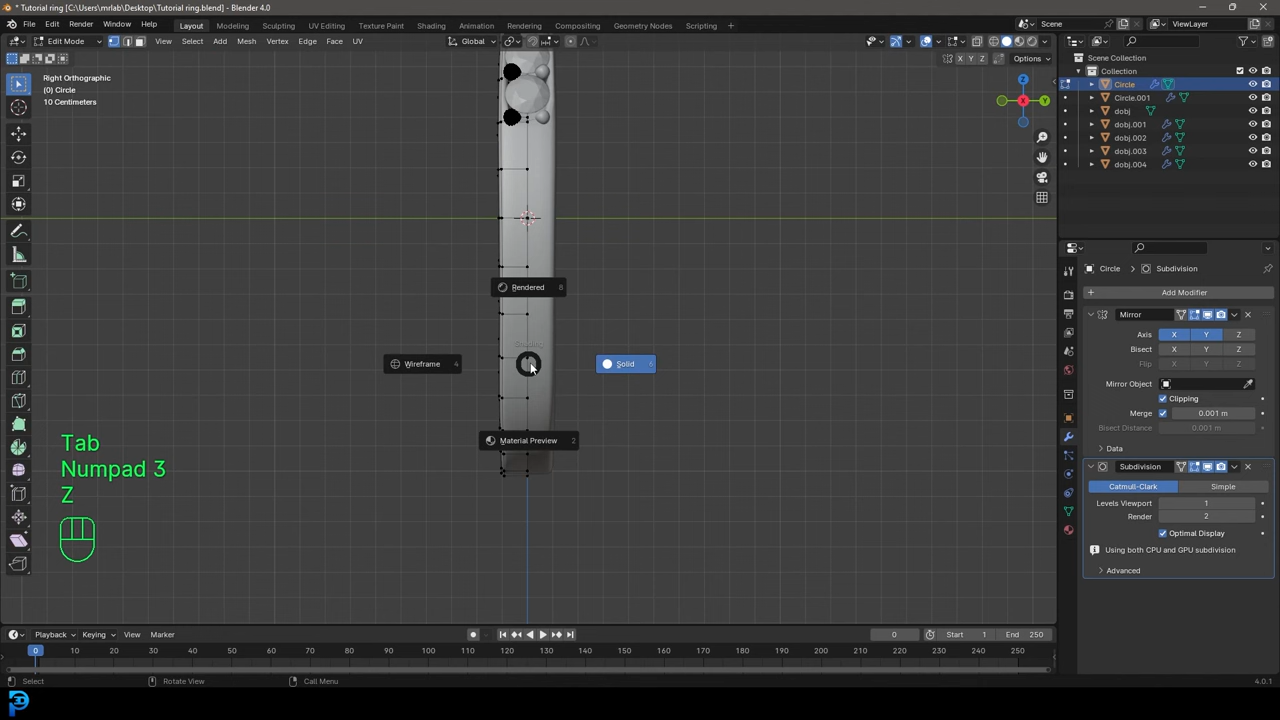 * Tutorial ring [C:\Users\mrlab\Desktop\Tutorial ring.blend] - Blender 4.0
File Edit Render Window Help Layout Modeling Sculpting UV Editing Texture Paint Shading Animation Rendering Compositing Geometry Nodes Scripting + Scene ViewLayer
Edit Mode View Select Add Mesh Vertex Edge Face UV Global
X Y Z Options
Right Orthographic
(0) Circle
10 Centimeters
Z
X
Y
Rendered 8
Wireframe 4
Solid 6
Material Preview 2
Tab
Numpad 3
Z
Scene Collection
Collection
Circle
Circle.001
dobj
dobj.001
dobj.002
dobj.003
dobj.004
Circle > Subdivision
+ Add Modifier
Mirror
Axis X Y Z
Bisect X Y Z
Flip X Y Z
Mirror Object
Clipping
Merge 0.001 m
Bisect Distance 0.001 m
Data
Subdivision
Catmull-Clark Simple
Levels Viewport 1
Render 2
Optimal Display
Using both CPU and GPU subdivision
Advanced
Playback Keying View Marker 0 Start 1 End 250
0 10 20 30 40 50 60 70 80 90 100 110 120 130 140 150 160 170 180 190 200 210 220 230 240 250
Select Rotate View Call Menu 4.0.1